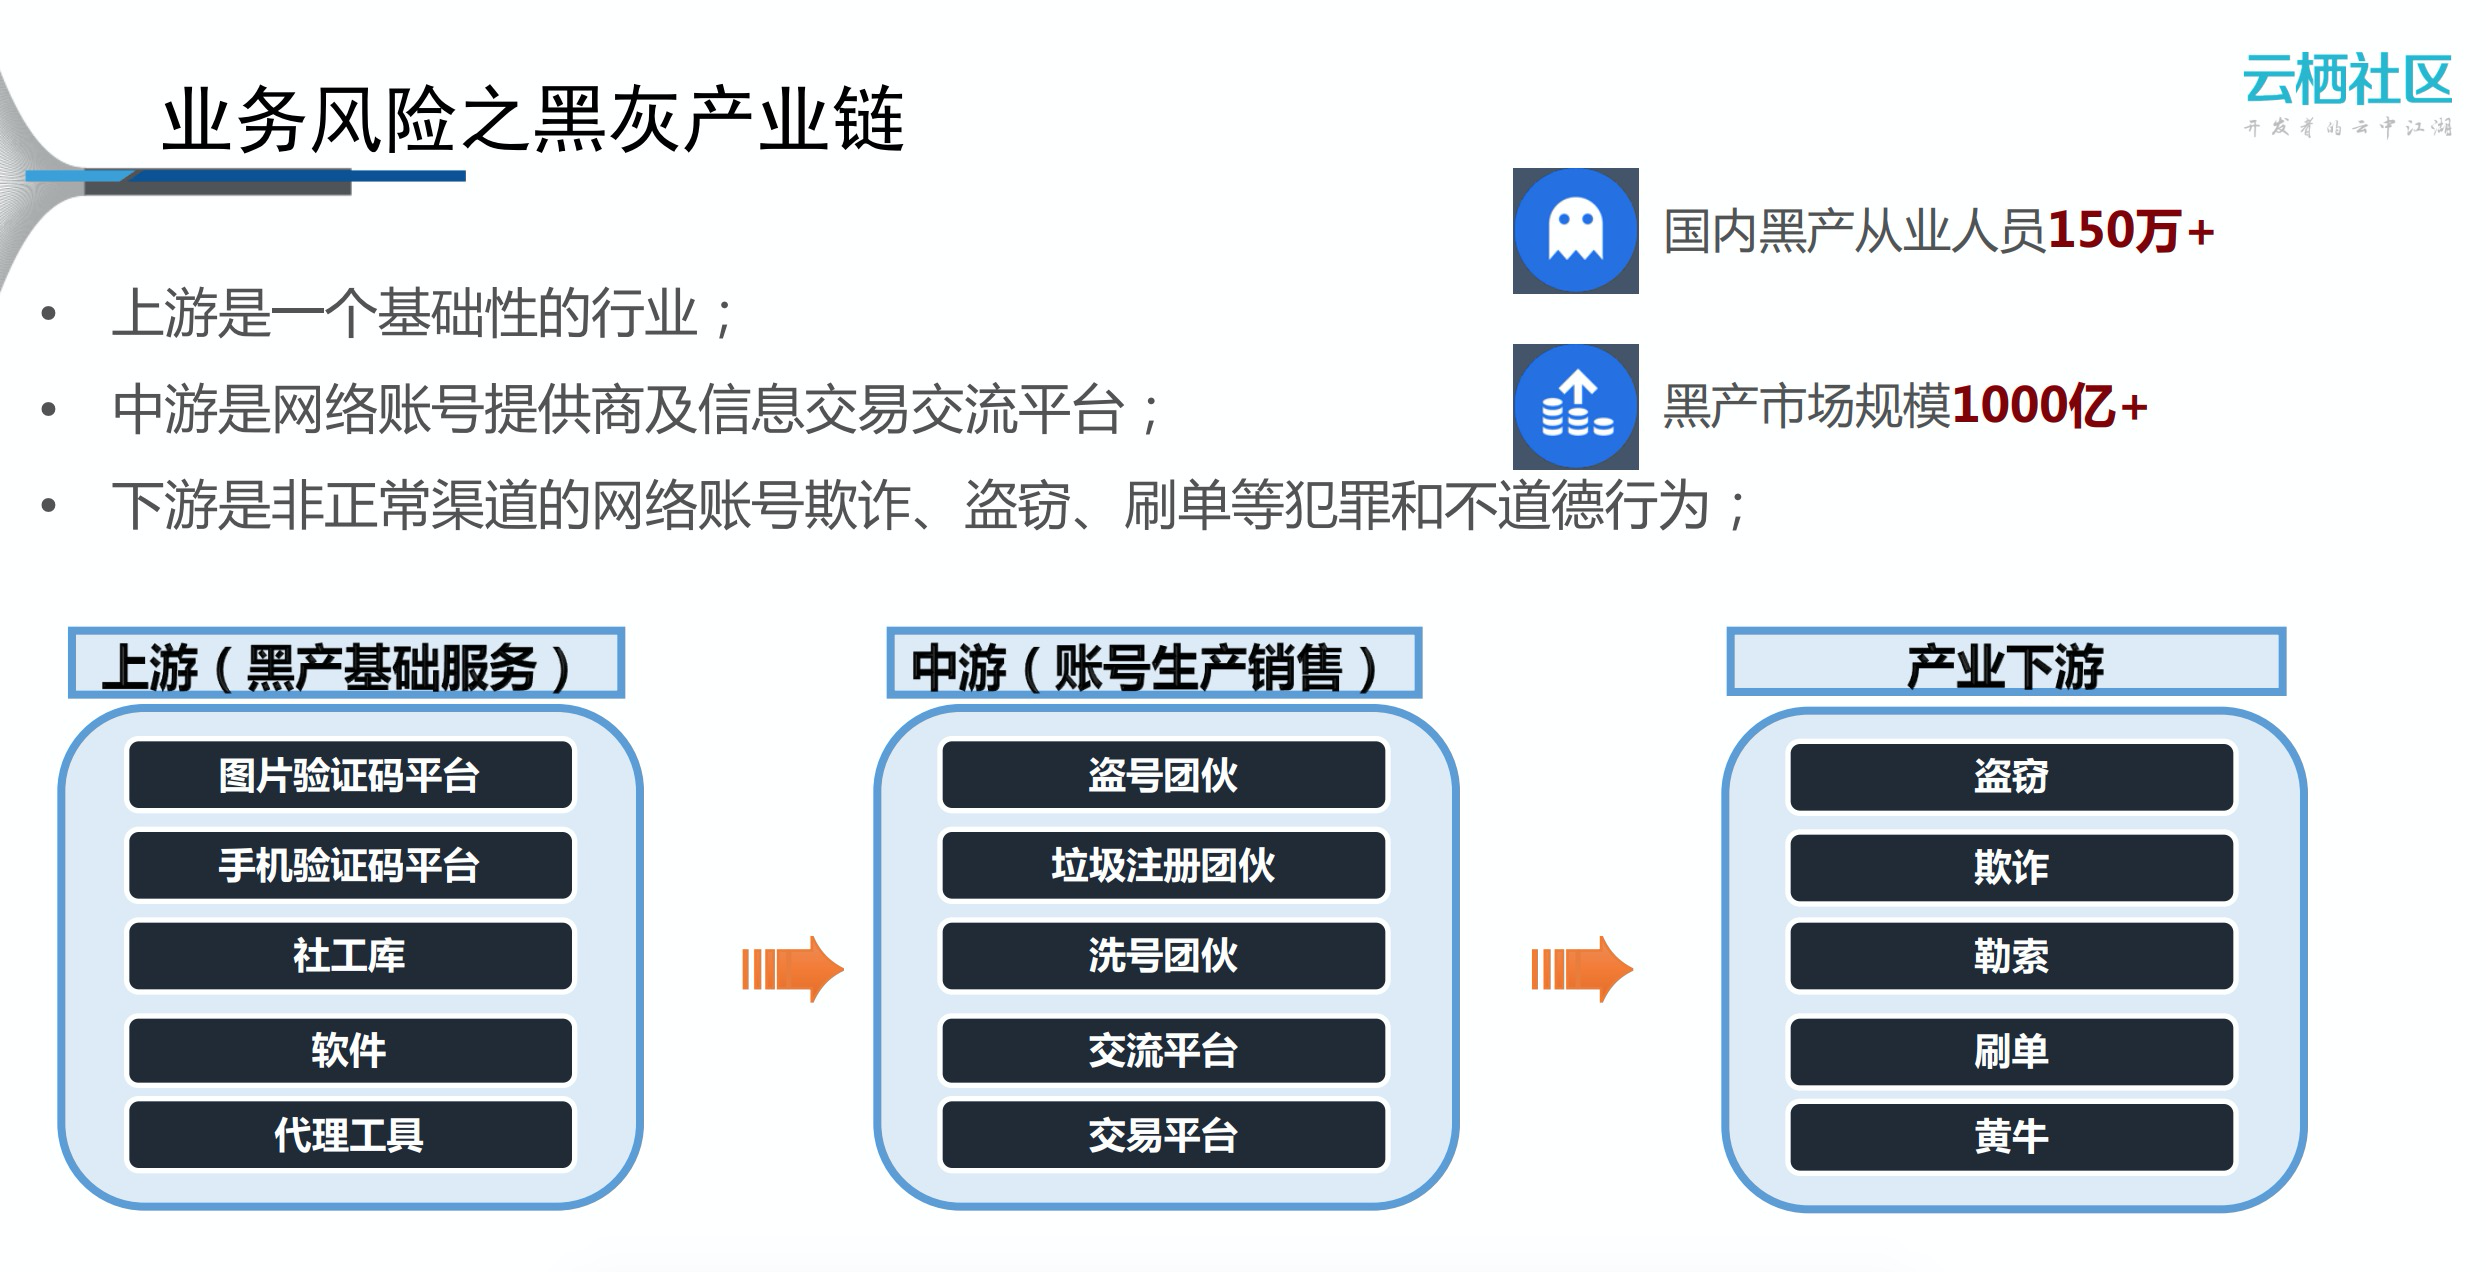 业务风险之黑灰产业链
云栖社区
开发者的云中江湖
国内黑产从业人员150万+
黑产市场规模1000亿+
• 上游是一个基础性的行业；
• 中游是网络账号提供商及信息交易交流平台；
• 下游是非正常渠道的网络账号欺诈、盗窃、刷单等犯罪和不道德行为；
上游（黑产基础服务）
图片验证码平台
手机验证码平台
社工库
软件
代理工具
中游（账号生产销售）
盗号团伙
垃圾注册团伙
洗号团伙
交流平台
交易平台
产业下游
盗窃
欺诈
勒索
刷单
黄牛